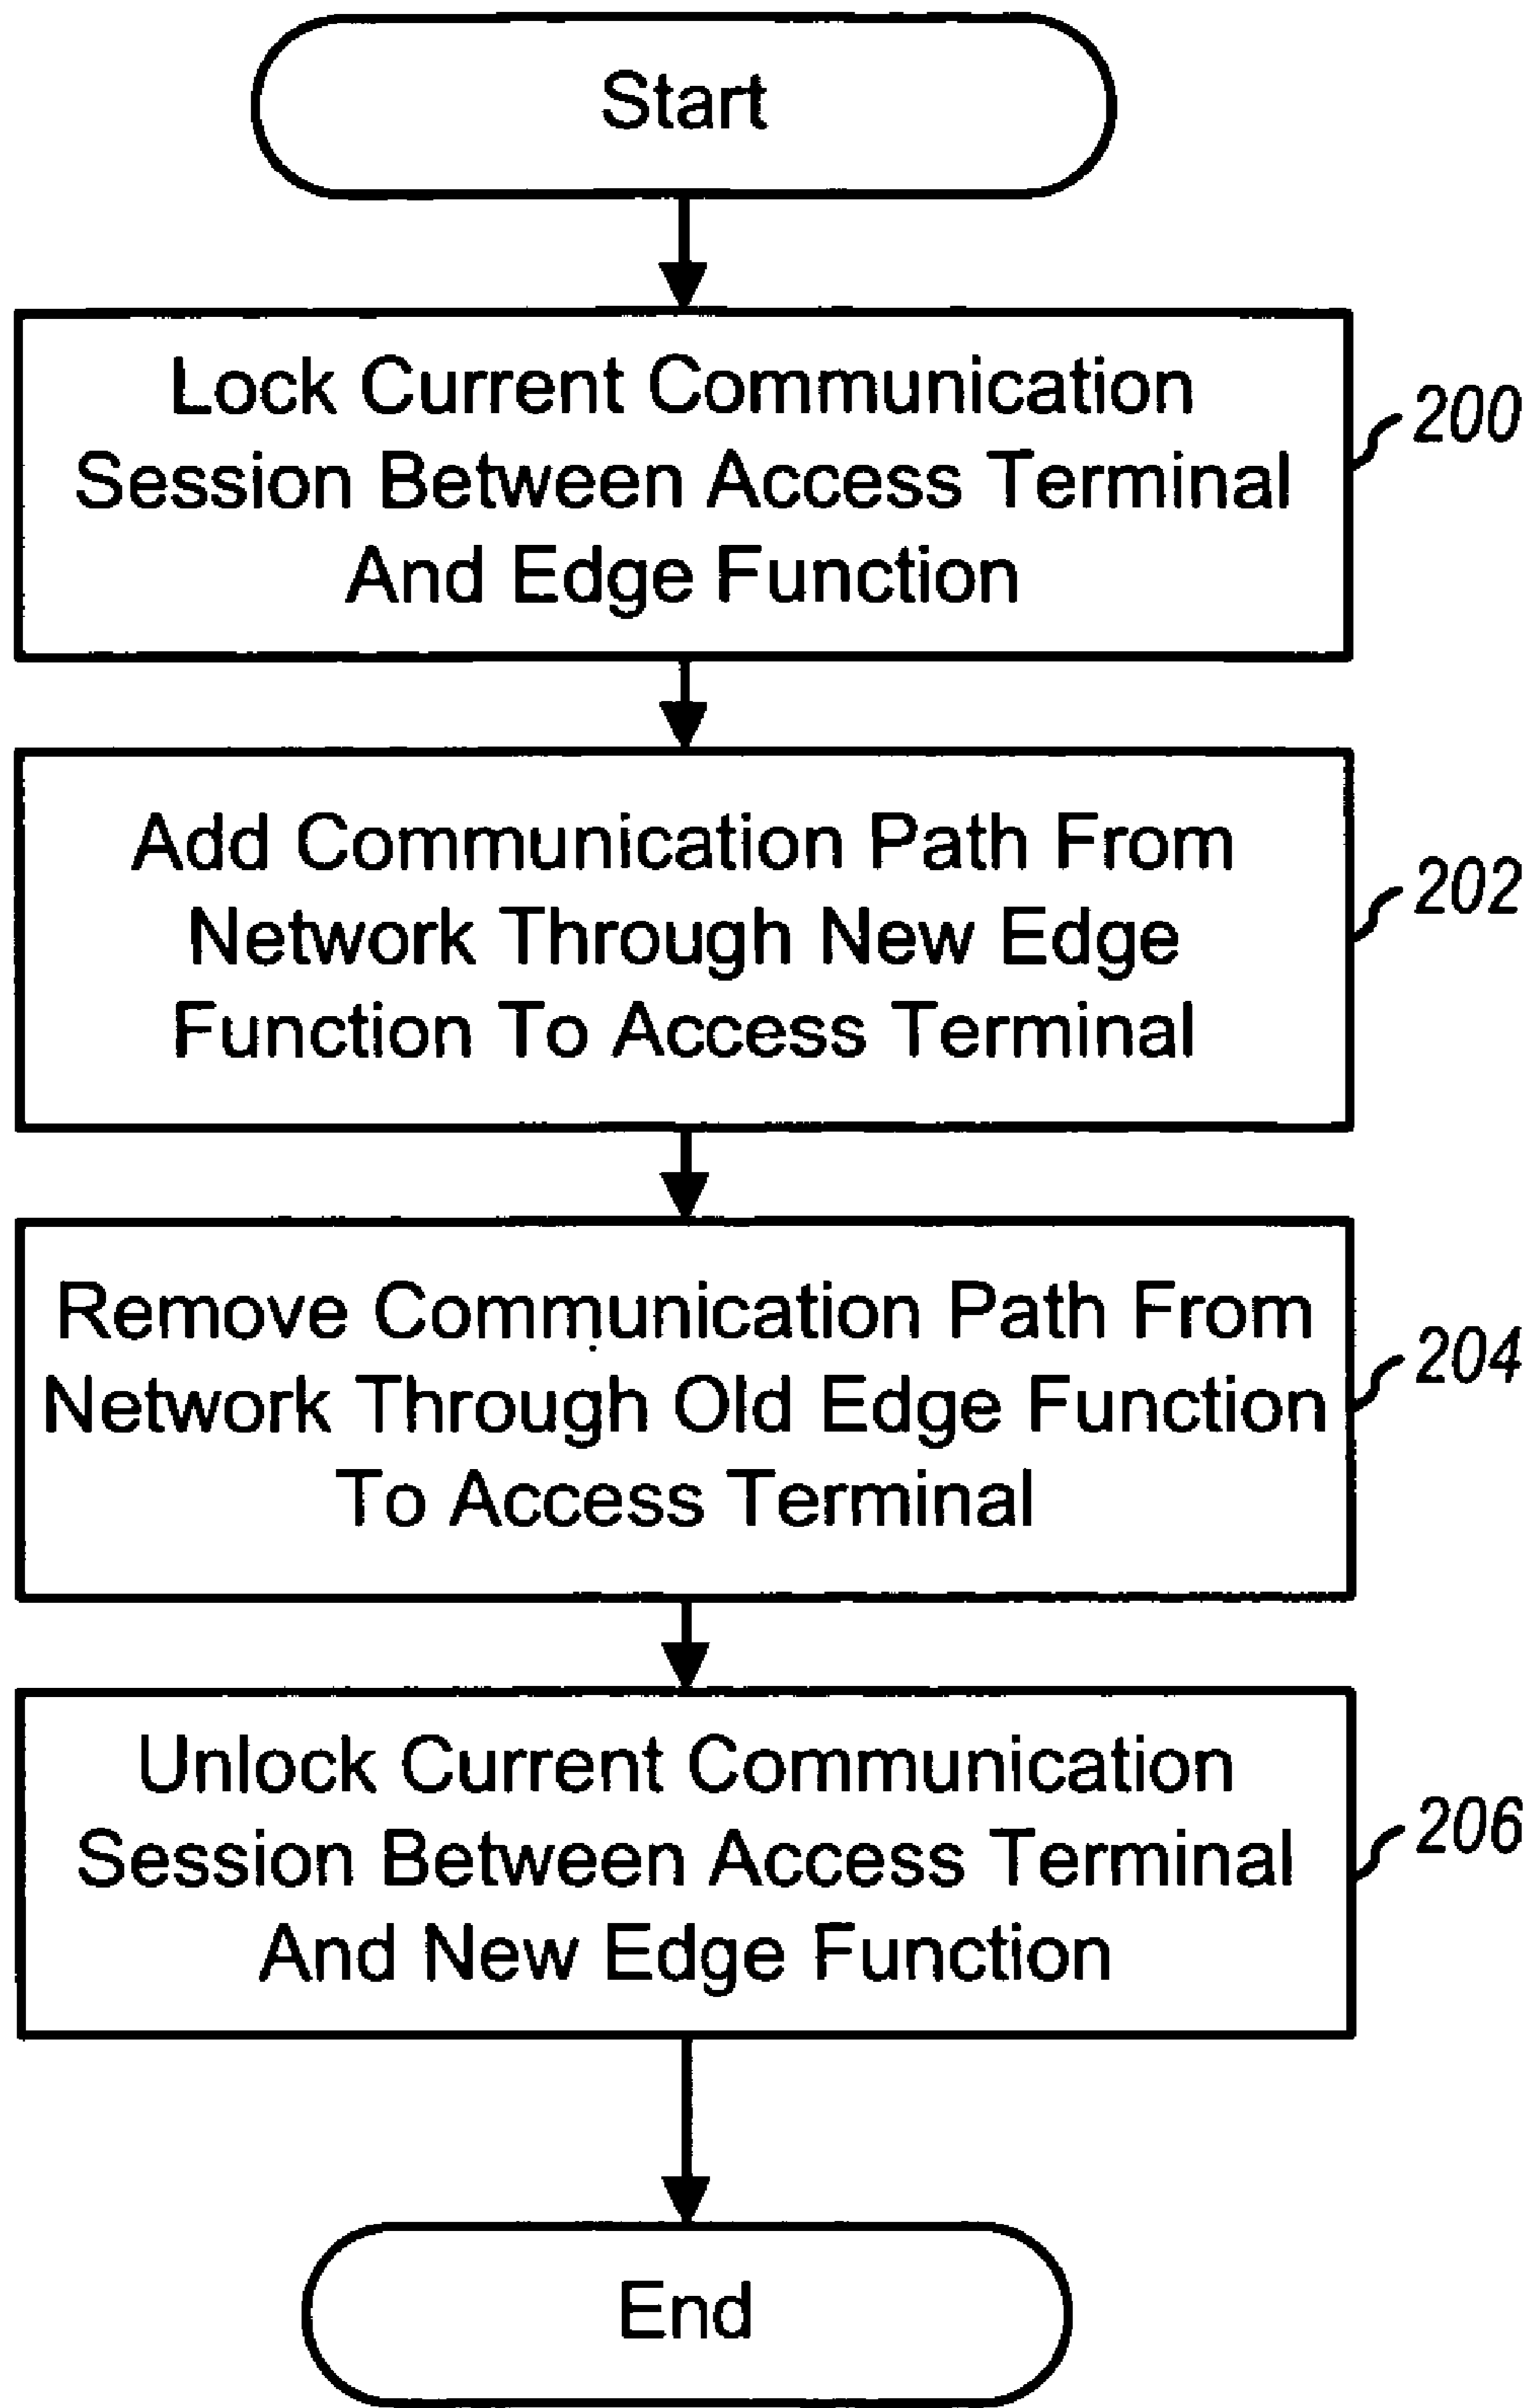 Start
Lock Current Communication
Session Between Access Terminal
And Edge Function
200
Add Communication Path From
Network Through New Edge
Function To Access Terminal
202
Remove Communication Path From
Network Through Old Edge Function
To Access Terminal
204
Unlock Current Communication
Session Between Access Terminal
And New Edge Function
206
End